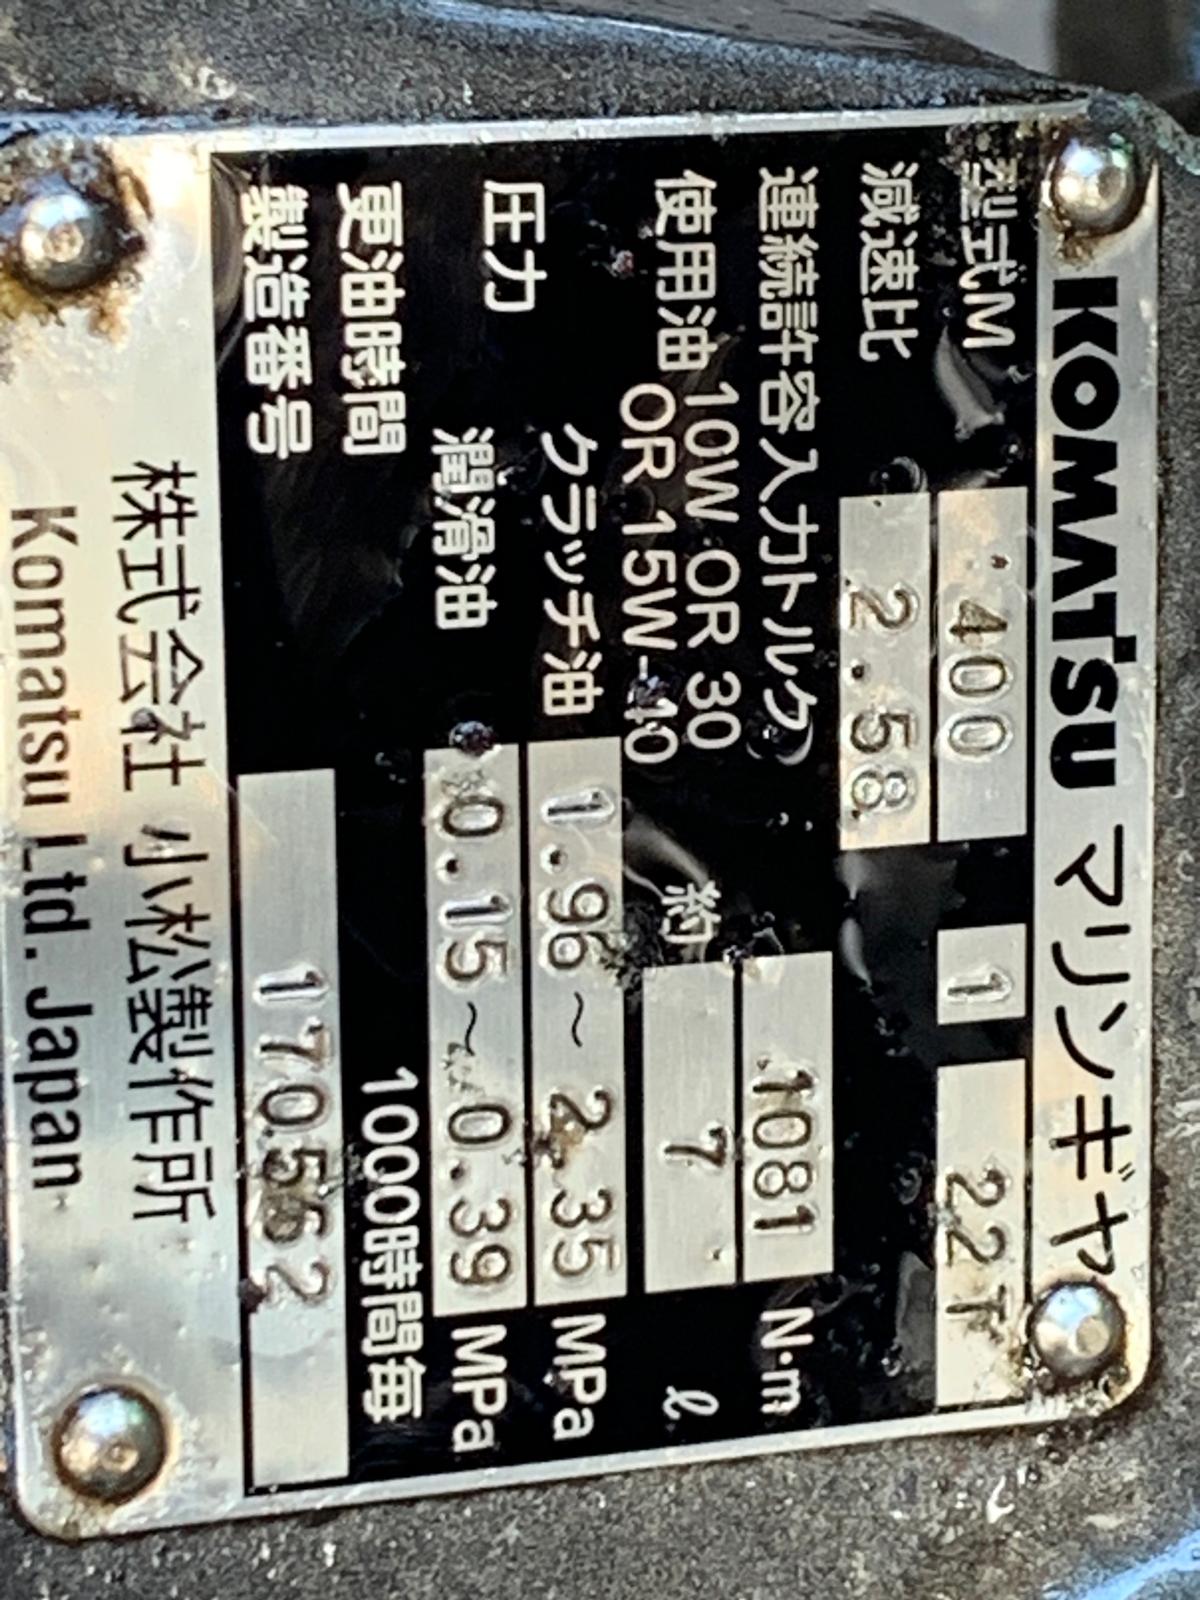 KOMATSU マリンギヤ
型式M 400 1 22T
減速比 2.58
連続許容入力トルク 1081 N·m
使用油 10W OR 30 約 7 ℓ
OR 15W-40
圧力 クラッチ油 1.96～2.35 MPa
潤滑油 0.15～0.39 MPa
更油時間 1000時間毎
製造番号 170562
株式会社 小松製作所
Komatsu Ltd. Japan